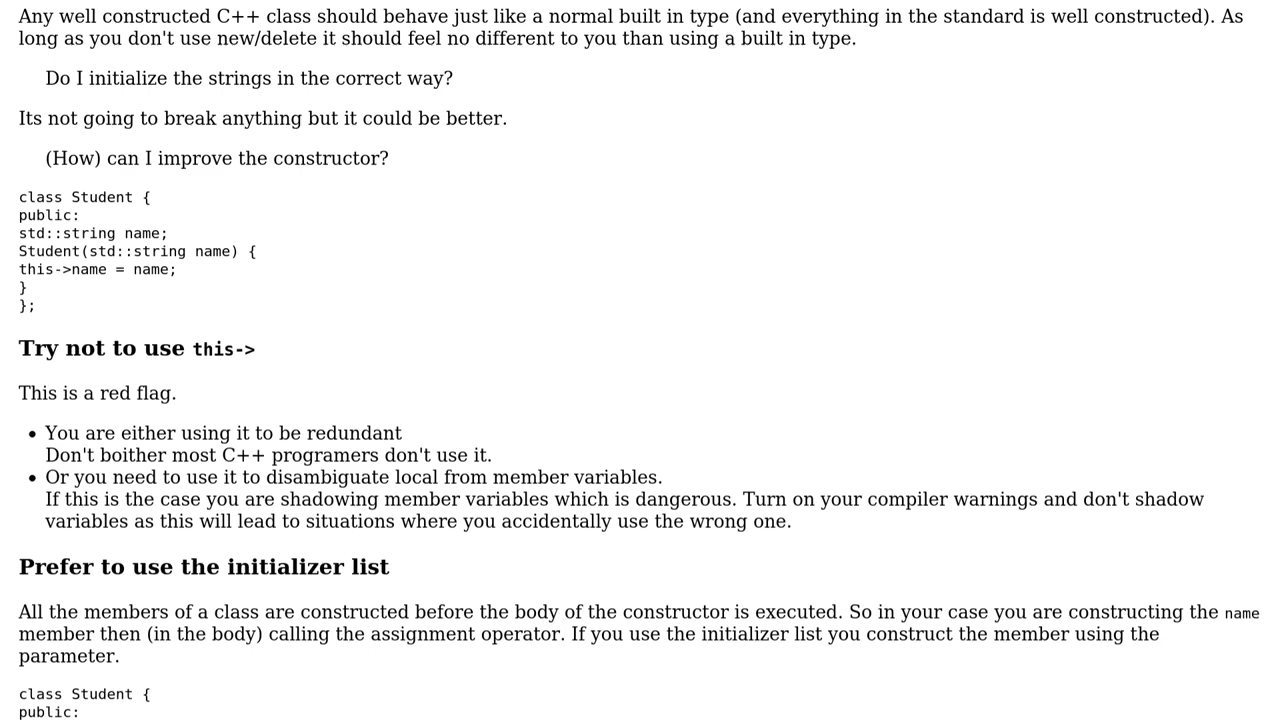 Any well constructed C++ class should behave just like a normal built in type (and everything in the standard is well constructed). As
long as you don't use new/delete it should feel no different to you than using a built in type.
Do I initialize the strings in the correct way?
Its not going to break anything but it could be better.
(How) can I improve the constructor?
class Student {
public:
std::string name;
Student(std::string name) {
this->name = name;
}
};
Try not to use this->
This is a red flag.
• You are either using it to be redundant
Don't boither most C++ programers don't use it.
• Or you need to use it to disambiguate local from member variables.
If this is the case you are shadowing member variables which is dangerous. Turn on your compiler warnings and don't shadow
variables as this will lead to situations where you accidentally use the wrong one.
Prefer to use the initializer list
All the members of a class are constructed before the body of the constructor is executed. So in your case you are constructing the name
member then (in the body) calling the assignment operator. If you use the initializer list you construct the member using the
parameter.
class Student {
public: